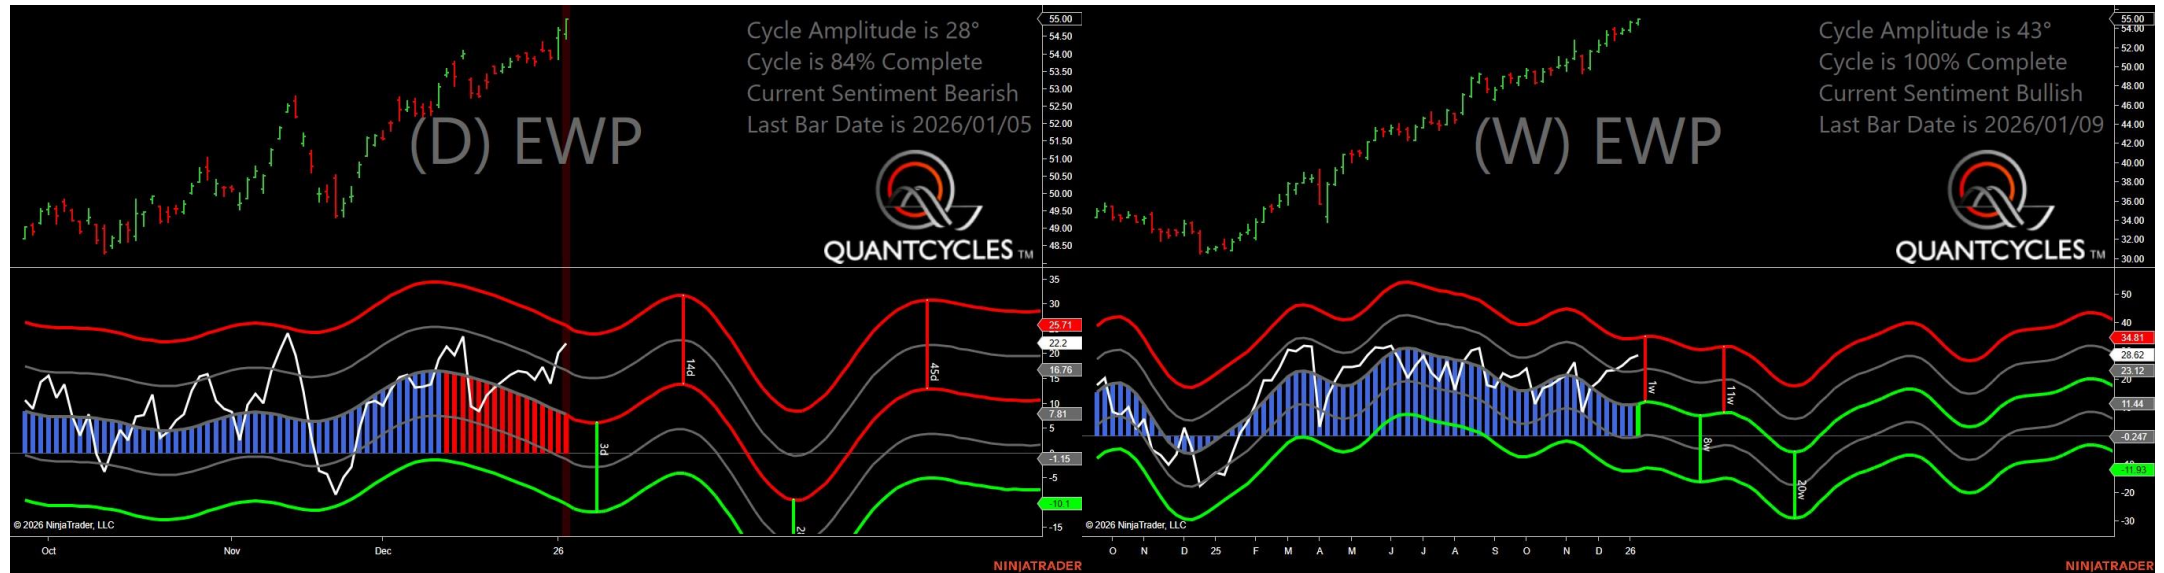 Cycle Amplitude is 28°
Cycle is 84% Complete
Current Sentiment Bearish
Last Bar Date is 2026/01/05
(D) EWP
QUANTCYCLES TM
55.00
54.50
54.00
53.50
53.00
52.50
52.00
51.50
51.00
50.50
50.00
49.50
49.00
48.50
35
30
25.71
22.2
20
16.76
15
10
7.81
5
-1.15
-5
-10.1
-15
3d
14d
45d
© 2026 NinjaTrader, LLC
Oct Nov Dec 26
NINJATRADER
Cycle Amplitude is 43°
Cycle is 100% Complete
Current Sentiment Bullish
Last Bar Date is 2026/01/09
(W) EWP
QUANTCYCLES TM
55.00
54.00
52.00
50.00
48.00
46.00
44.00
42.00
40.00
38.00
36.00
34.00
32.00
30.00
50
40
34.81
28.62
23.12
20
11.44
-0.247
-11.93
-20
-30
1w
8w
11w
20w
© 2026 NinjaTrader, LLC
O N D 25 F M A M J J A S O N D 26
NINJATRADER